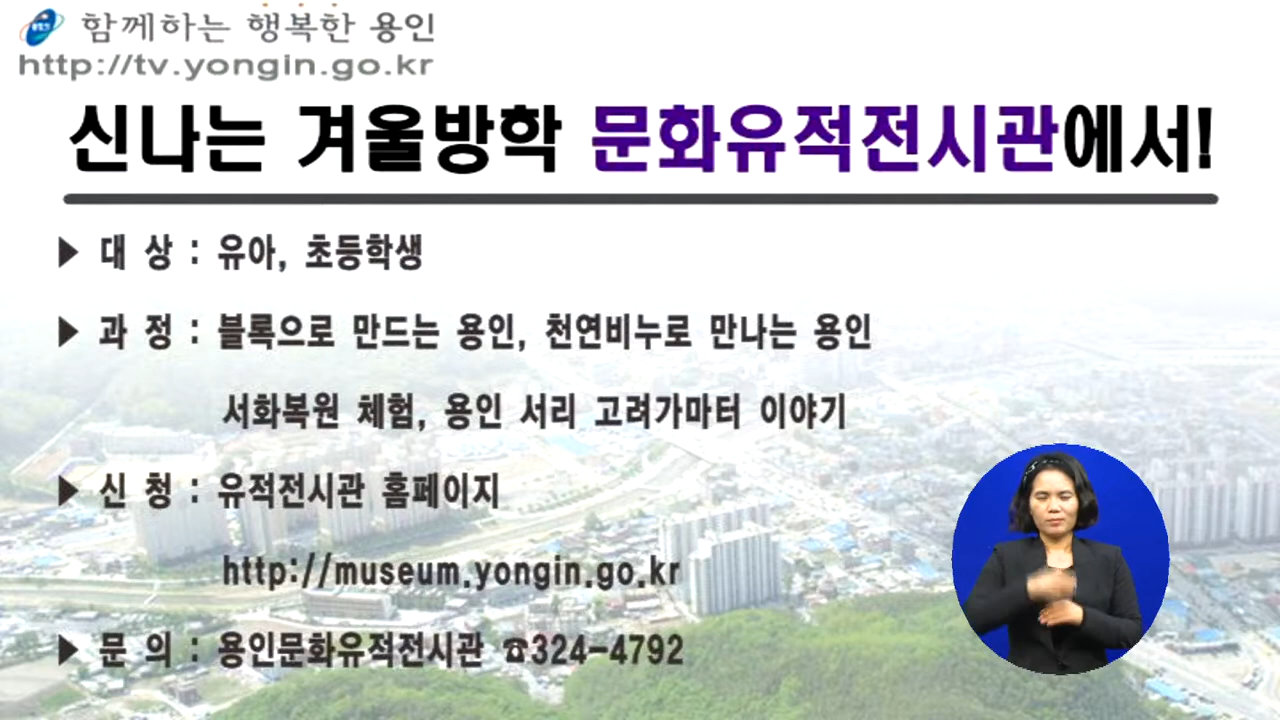 함께하는 행복한 용인
http://tv.yongin.go.kr
신나는 겨울방학 문화유적전시관에서!
▶ 대 상 : 유아, 초등학생
▶ 과 정 : 블록으로 만드는 용인, 천연비누로 만나는 용인
서화복원 체험, 용인 서리 고려가마터 이야기
▶ 신 청 : 유적전시관 홈페이지
http://museum.yongin.go.kr
▶ 문 의 : 용인문화유적전시관 ☎324-4792